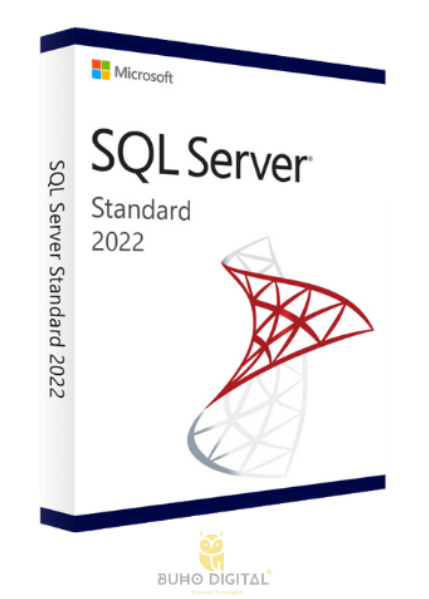 Microsoft
SQL Server®
Standard
2022
SQL Server Standard 2022
BUHO DIGITAL®